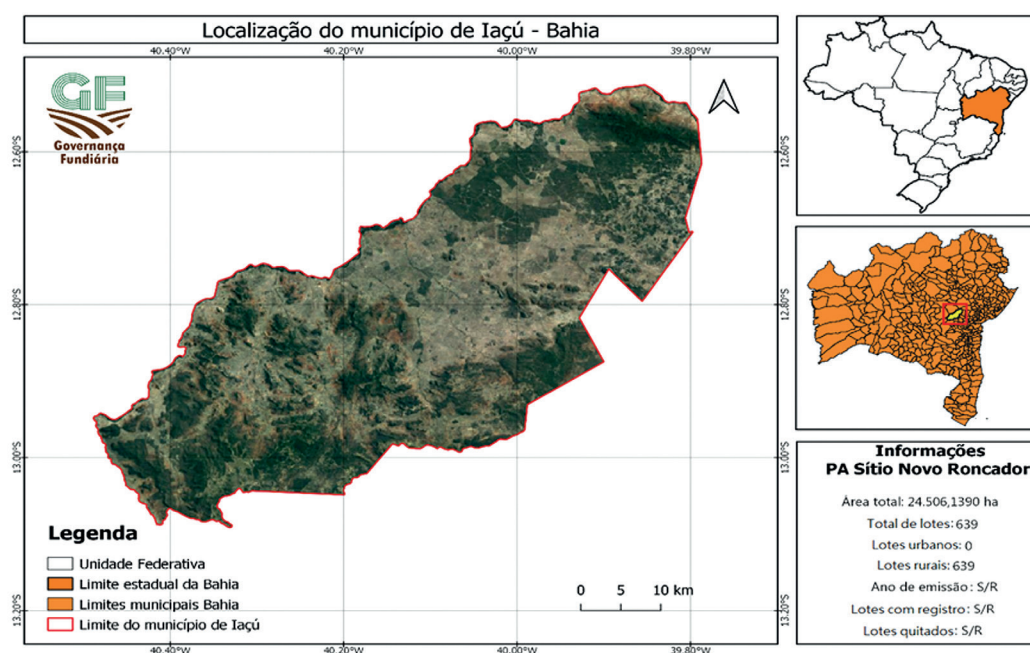 Localização do município de Iaçú - Bahia
40.40°W
40.20°W
40.00°W
39.80°W
GF
Governança
Fundiária
12.60°S
12.80°S
13.00°S
13.20°S
12.60°S
12.80°S
13.00°S
13.20°S
Legenda
Unidade Federativa
Limite estadual da Bahia
Limites municipais Bahia
Limite do município de Iaçú
0 5 10 km
40.40°W
40.20°W
40.00°W
39.80°W
Informações
PA Sítio Novo Roncador
Área total: 24.506,1390 ha
Total de lotes: 639
Lotes urbanos: 0
Lotes rurais: 639
Ano de emissão : S/R
Lotes com registro : S/R
Lotes quitados: S/R